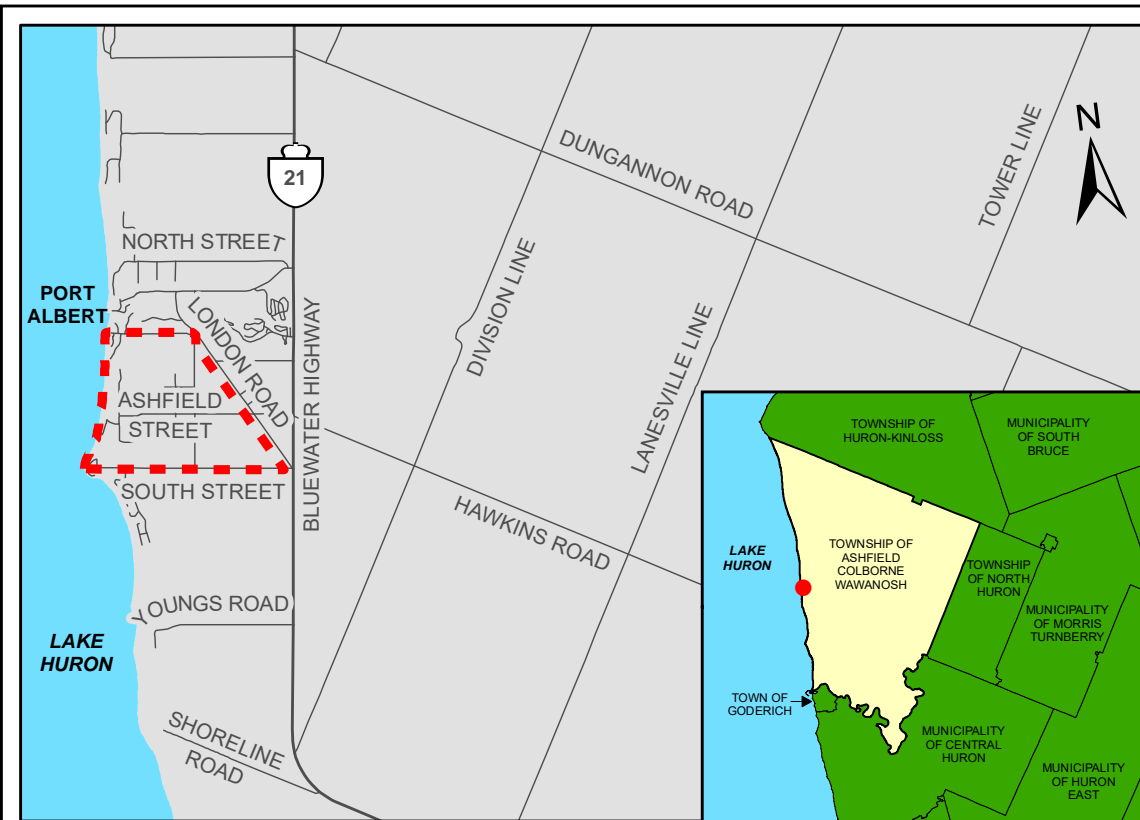 DUNGANNON ROAD
TOWER LINE
N
21
NORTH STREET
PORT
ALBERT
LONDON ROAD
BLUEWATER HIGHWAY
DIVISION LINE
LANESVILLE LINE
ASHFIELD
STREET
SOUTH STREET
HAWKINS ROAD
YOUNGS ROAD
LAKE
HURON
SHORELINE
ROAD
TOWNSHIP OF
HURON-KINLOSS
MUNICIPALITY
OF SOUTH
BRUCE
LAKE
HURON
TOWNSHIP OF
ASHFIELD
COLBORNE
WAWANOSH
TOWNSHIP
OF NORTH
HURON
MUNICIPALITY
OF MORRIS
TURNBERRY
TOWN OF
GODERICH
MUNICIPALITY
OF CENTRAL
HURON
MUNICIPALITY
OF HURON
EAST